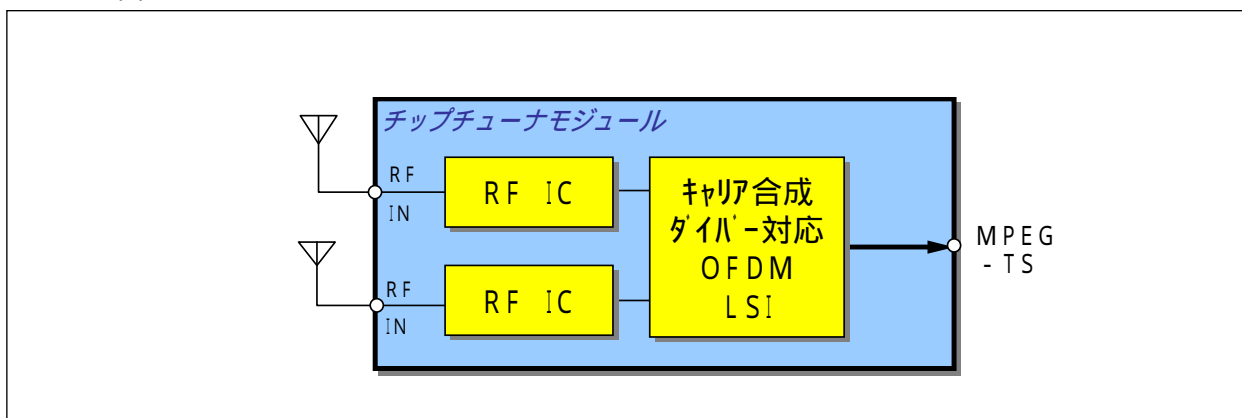 チップチューナモジュール
RF
IN
RF IC
RF
IN
RF IC
ｷｬﾘｱ合成
ﾀﾞｲﾊﾞｰ対応
OFDM
LSI
MPEG
-TS